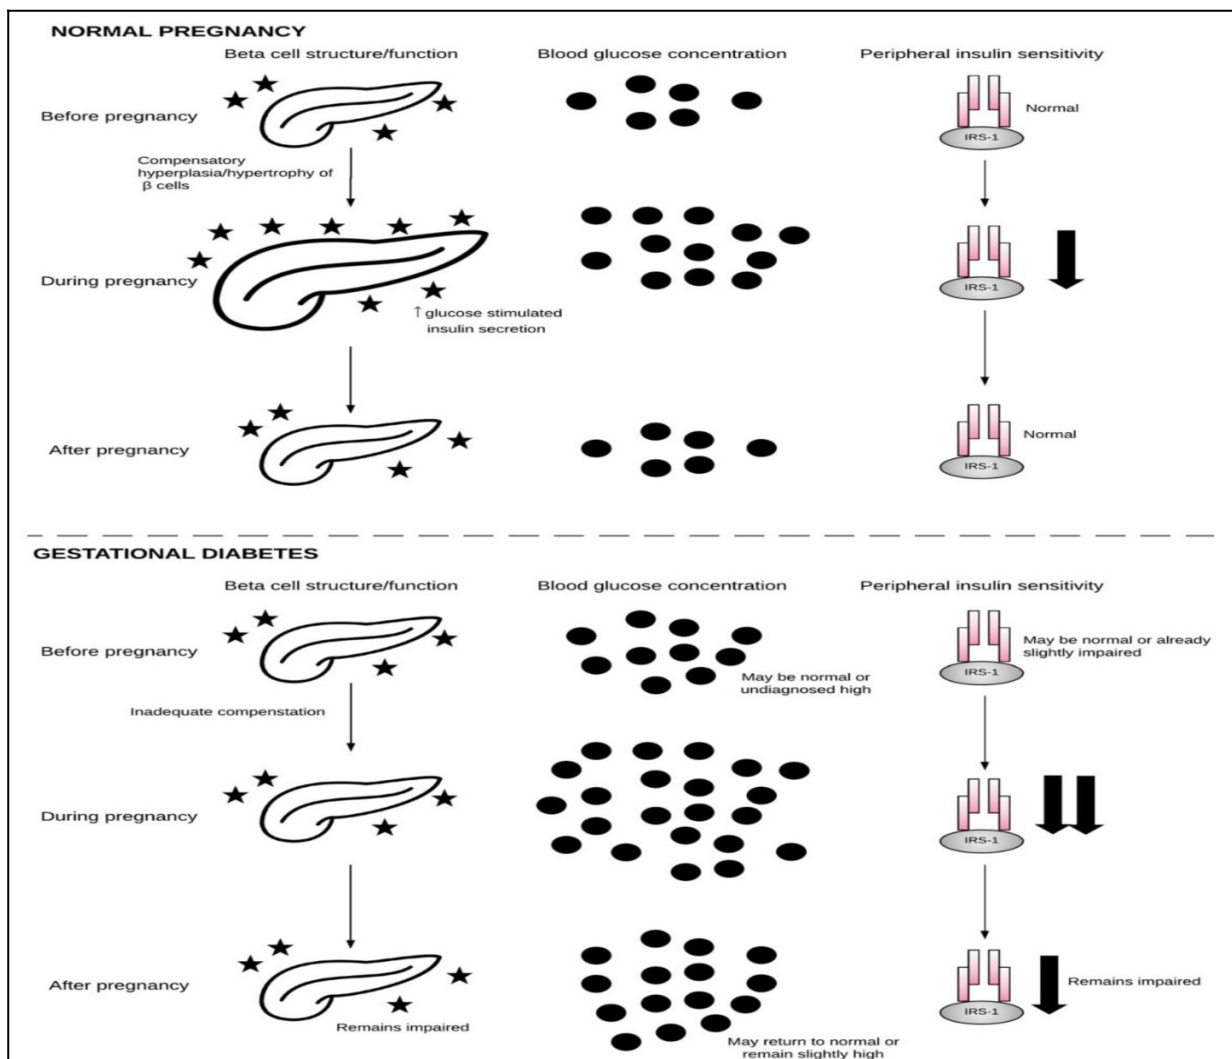 NORMAL PREGNANCY
Beta cell structure/function
Blood glucose concentration
Peripheral insulin sensitivity
Before pregnancy
Normal
IRS-1
Compensatory
hyperplasia/hypertrophy of
β cells
During pregnancy
IRS-1
↑ glucose stimulated
insulin secretion
After pregnancy
Normal
IRS-1
GESTATIONAL DIABETES
Beta cell structure/function
Blood glucose concentration
Peripheral insulin sensitivity
Before pregnancy
May be normal or
undiagnosed high
May be normal or already
slightly impaired
IRS-1
Inadequate compenstation
During pregnancy
IRS-1
After pregnancy
Remains impaired
May return to normal or
remain slightly high
Remains impaired
IRS-1